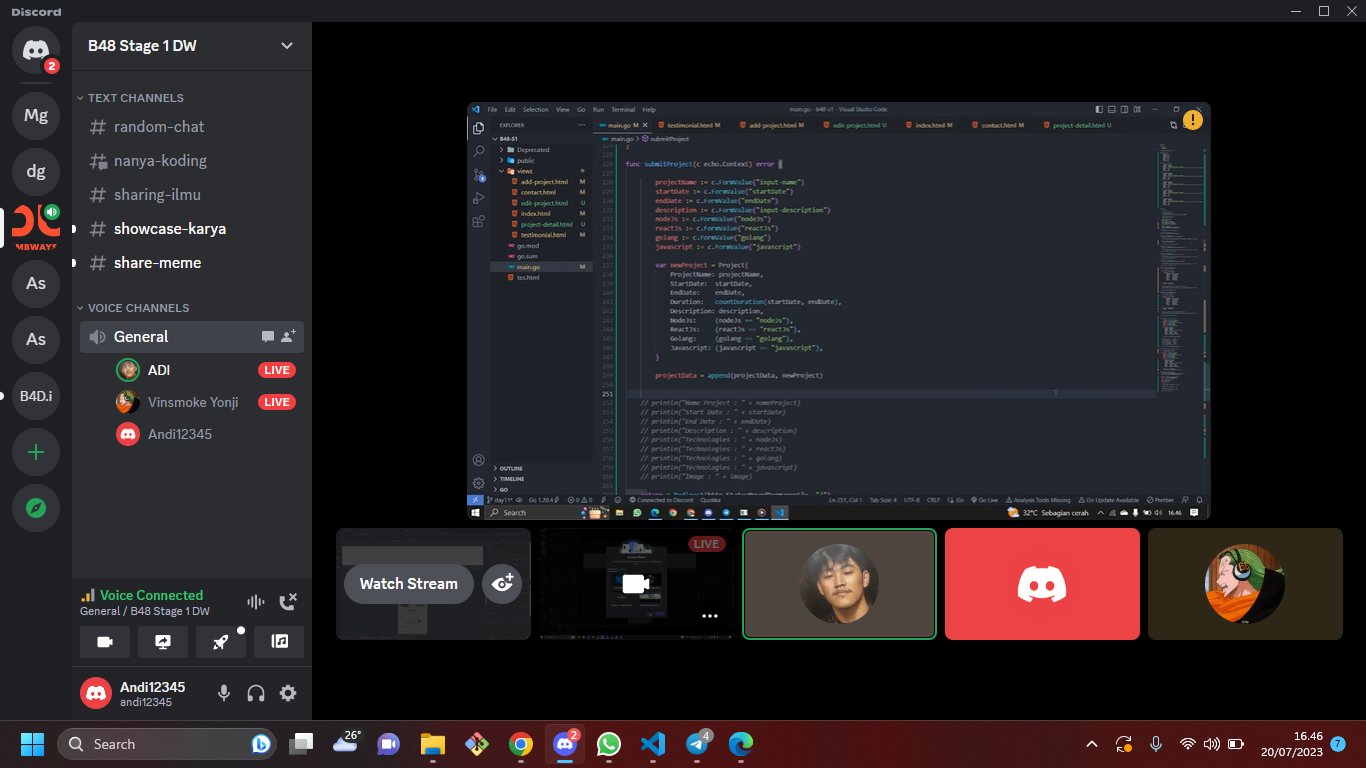 Discord
2
Mg
dg
MBWAYS
As
As
B4D.i
B48 Stage 1 DW
TEXT CHANNELS
random-chat
nanya-koding
sharing-ilmu
showcase-karya
share-meme
VOICE CHANNELS
General
ADI
LIVE
Vinsmoke Yonji
LIVE
Andi12345
Voice Connected
General / B48 Stage 1 DW
Andi12345
andi12345
File Edit Selection View Go Run Terminal Help
main.go - b48-s1 - Visual Studio Code
EXPLORER
main.go M
testimonial.html M
add-project.html M
edit-project.html U
index.html M
contact.html M
project-detail.html U
B48-S1
Deprecated
public
views
add-project.html M
contact.html M
edit-project.html U
index.html M
project-detail.html U
testimonial.html M
go.mod
go.sum
main.go M
tes.html
OUTLINE
TIMELINE
GO
main.go > submitProject
func submitProject(c echo.Context) error {
projectName := c.FormValue("input-name")
startDate := c.FormValue("startDate")
endDate := c.FormValue("endDate")
description := c.FormValue("input-description")
nodeJs := c.FormValue("nodeJs")
reactJs := c.FormValue("reactJs")
golang := c.FormValue("golang")
javascript := c.FormValue("javascript")
var newProject = Project{
ProjectName: projectName,
StartDate: startDate,
EndDate: endDate,
Duration: countDuration(startDate, endDate),
Description: description,
NodeJs: (nodeJs == "nodeJs"),
ReactJs: (reactJs == "reactJs"),
Golang: (golang == "golang"),
Javascript: (javascript == "javascript"),
}
projectData = append(projectData, newProject)
251
// println("Name Project : " + nameProject)
// println("Start Date : " + startDate)
// println("End Date : " + endDate)
// println("Description : " + description)
// println("Technologies : " + nodeJs)
// println("Technologies : " + reactJs)
// println("Technologies : " + golang)
// println("Technologies : " + javascript)
// println("Image : " + image)
day11*
Go 1.20.4
Connected to Discord
Quokka
Ln 251, Col 1
Tab Size: 4
UTF-8
CRLF
Go
Go Live
Analysis Tools Missing
Go Update Available
Prettier
Search
32°C Sebagian cerah
16.46
Watch Stream
LIVE
Search
26°
2
4
16.46
20/07/2023
7